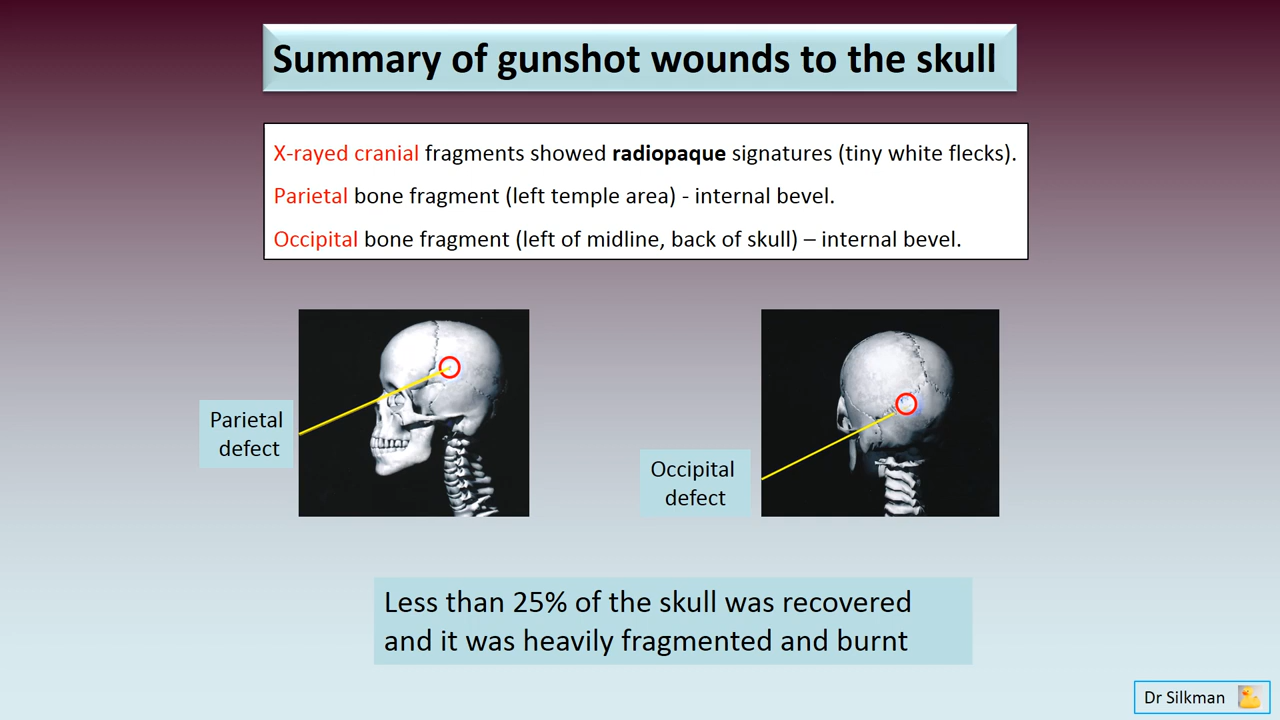 Summary of gunshot wounds to the skull
X-rayed cranial fragments showed radiopaque signatures (tiny white flecks).
Parietal bone fragment (left temple area) - internal bevel.
Occipital bone fragment (left of midline, back of skull) – internal bevel.
Parietal
defect
Occipital
defect
Less than 25% of the skull was recovered
and it was heavily fragmented and burnt
Dr Silkman